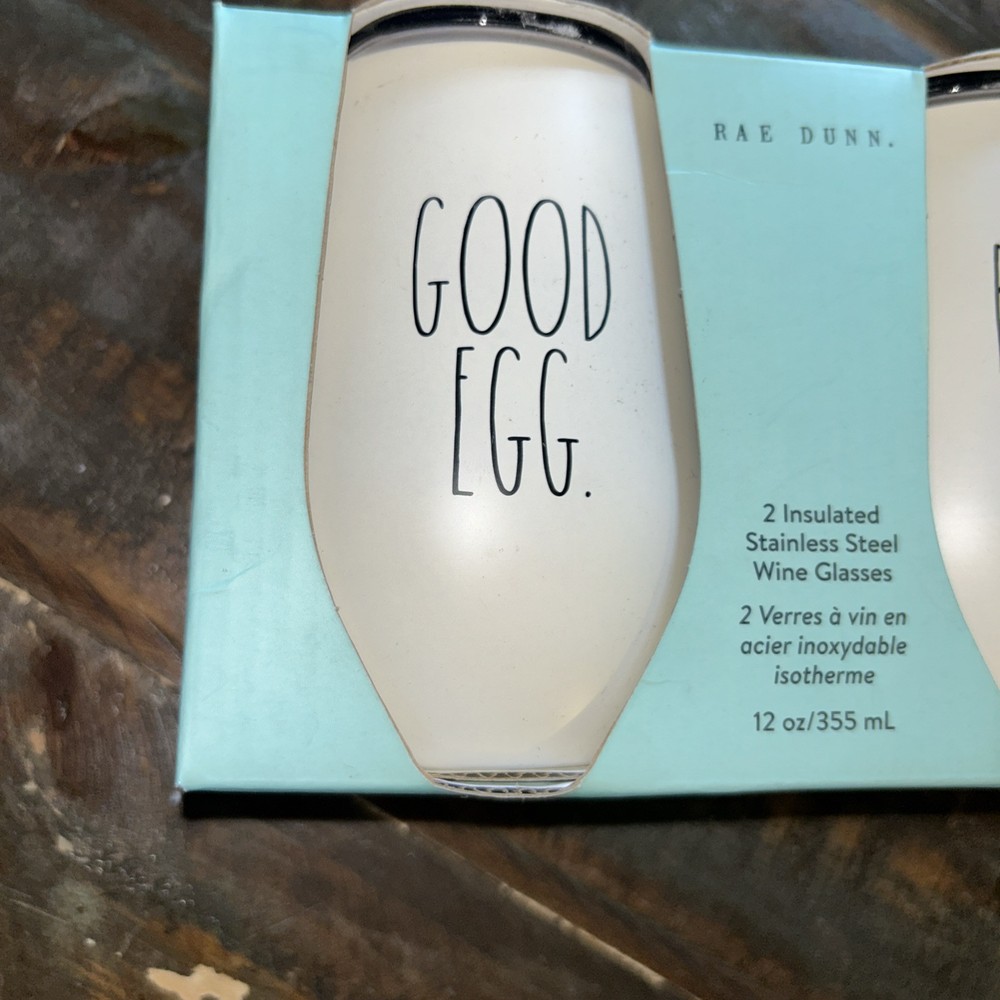 GOOD
EGG.
RAE DUNN.
2 Insulated
Stainless Steel
Wine Glasses
2 Verres à vin en
acier inoxydable
isotherme
12 oz/355 mL